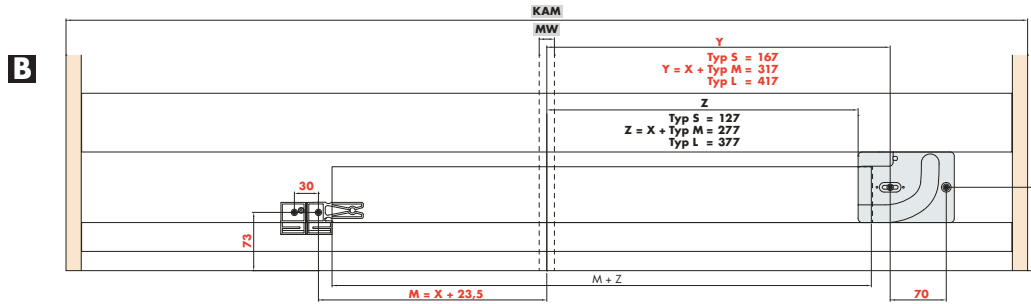 KAM
MW
B
Y
Typ S = 167
Y = X + Typ M = 317
Typ L = 417
Z
Typ S = 127
Z = X + Typ M = 277
Typ L = 377
30
73
M + Z
M = X + 23,5
70